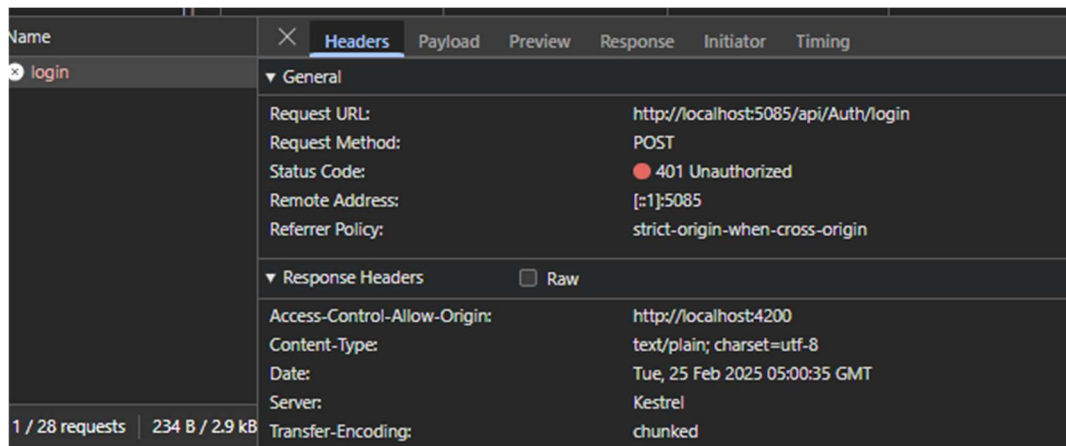 Name
Headers Payload Preview Response Initiator Timing
login
General
Request URL: http://localhost:5085/api/Auth/login
Request Method: POST
Status Code: 401 Unauthorized
Remote Address: [::1]:5085
Referrer Policy: strict-origin-when-cross-origin
Response Headers Raw
Access-Control-Allow-Origin: http://localhost:4200
Content-Type: text/plain; charset=utf-8
Date: Tue, 25 Feb 2025 05:00:35 GMT
Server: Kestrel
Transfer-Encoding: chunked
1 / 28 requests 234 B / 2.9 kB